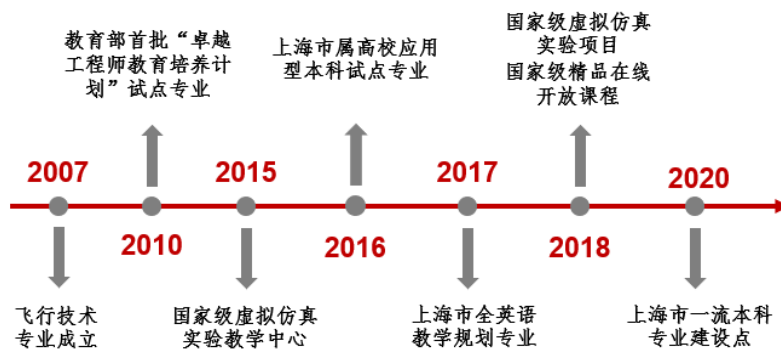 教育部首批“卓越
工程师教育培养计
划”试点专业
上海市属高校应用
型本科试点专业
国家级虚拟仿真
实验项目
国家级精品在线
开放课程
2007
2015
2017
2020
2010
2016
2018
飞行技术
专业成立
国家级虚拟仿真
实验教学中心
上海市全英语
教学规划专业
上海市一流本科
专业建设点